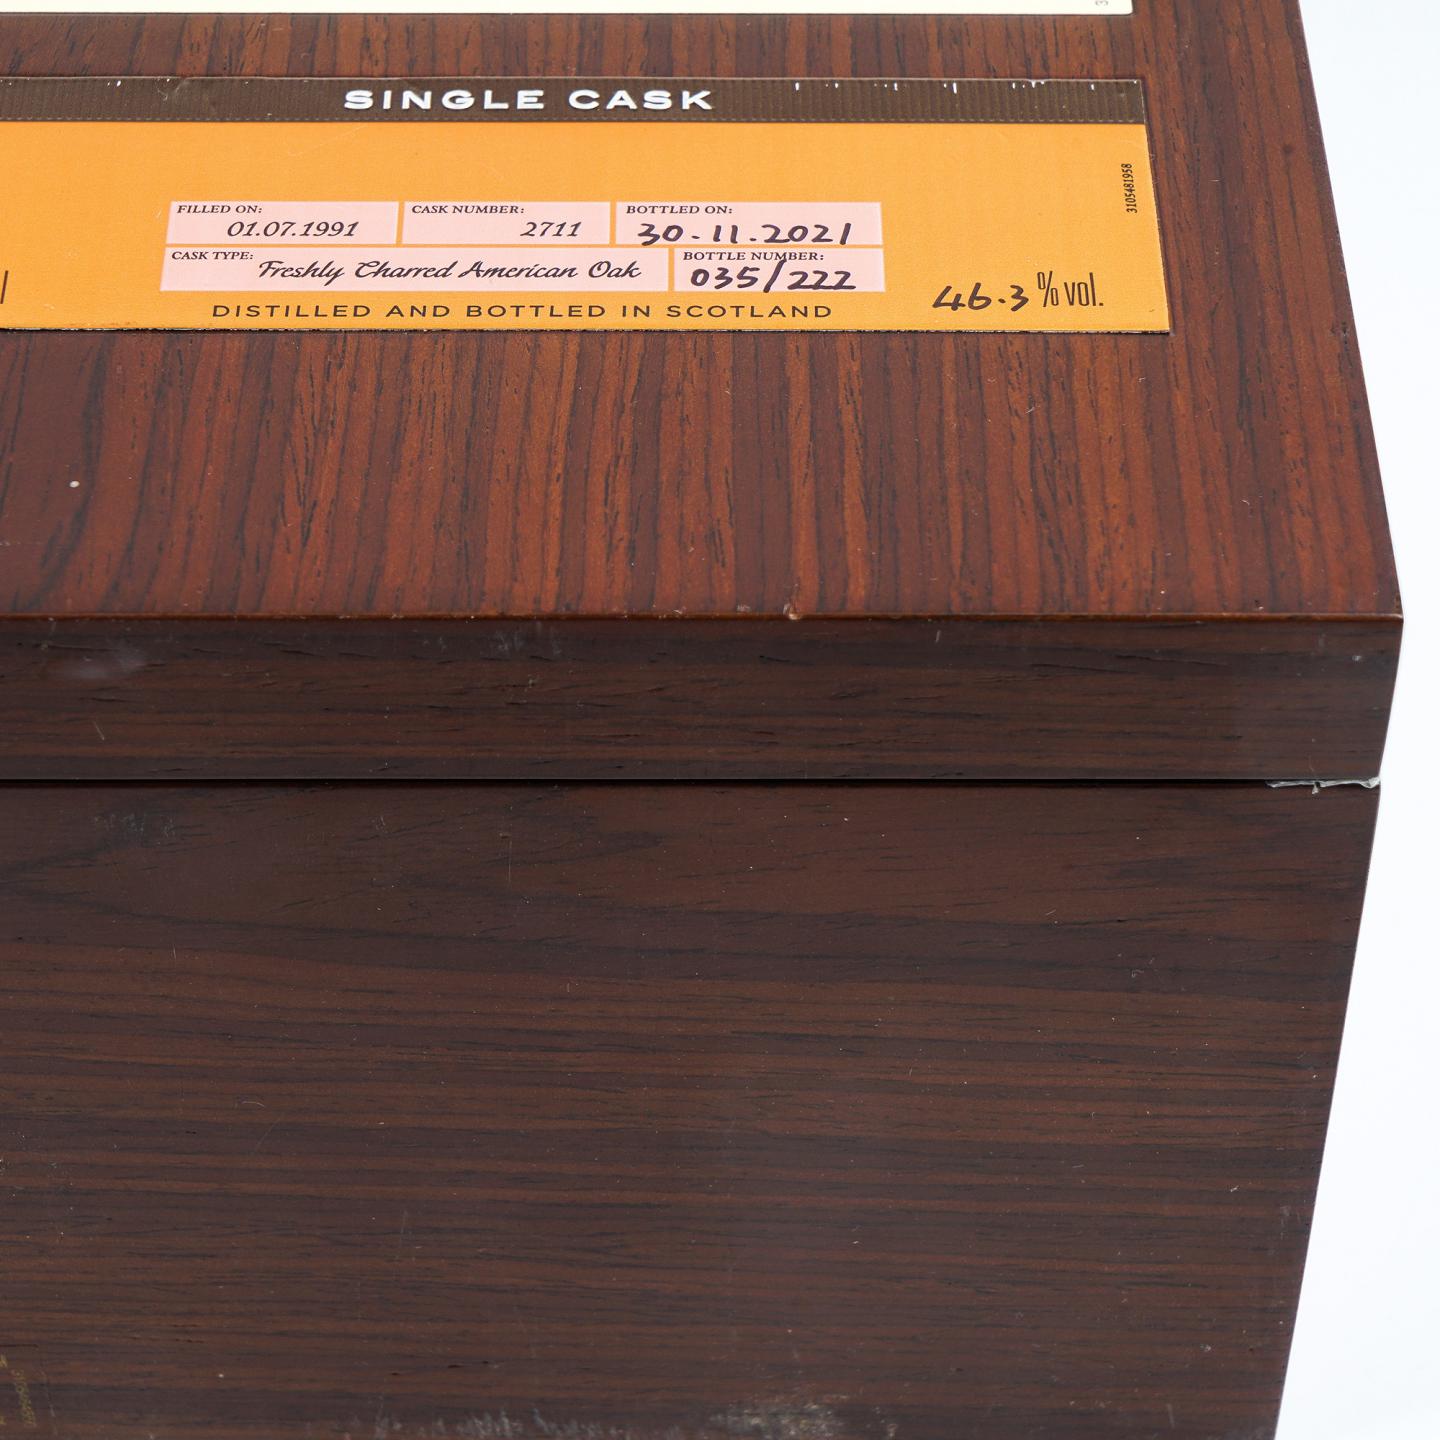 SINGLE CASK
3105481958
FILLED ON: CASK NUMBER: BOTTLED ON:
01.07.1991 2711 30.11.2021
CASK TYPE: Freshly Charred American Oak BOTTLE NUMBER: 035/222
46.3 % vol.
DISTILLED AND BOTTLED IN SCOTLAND